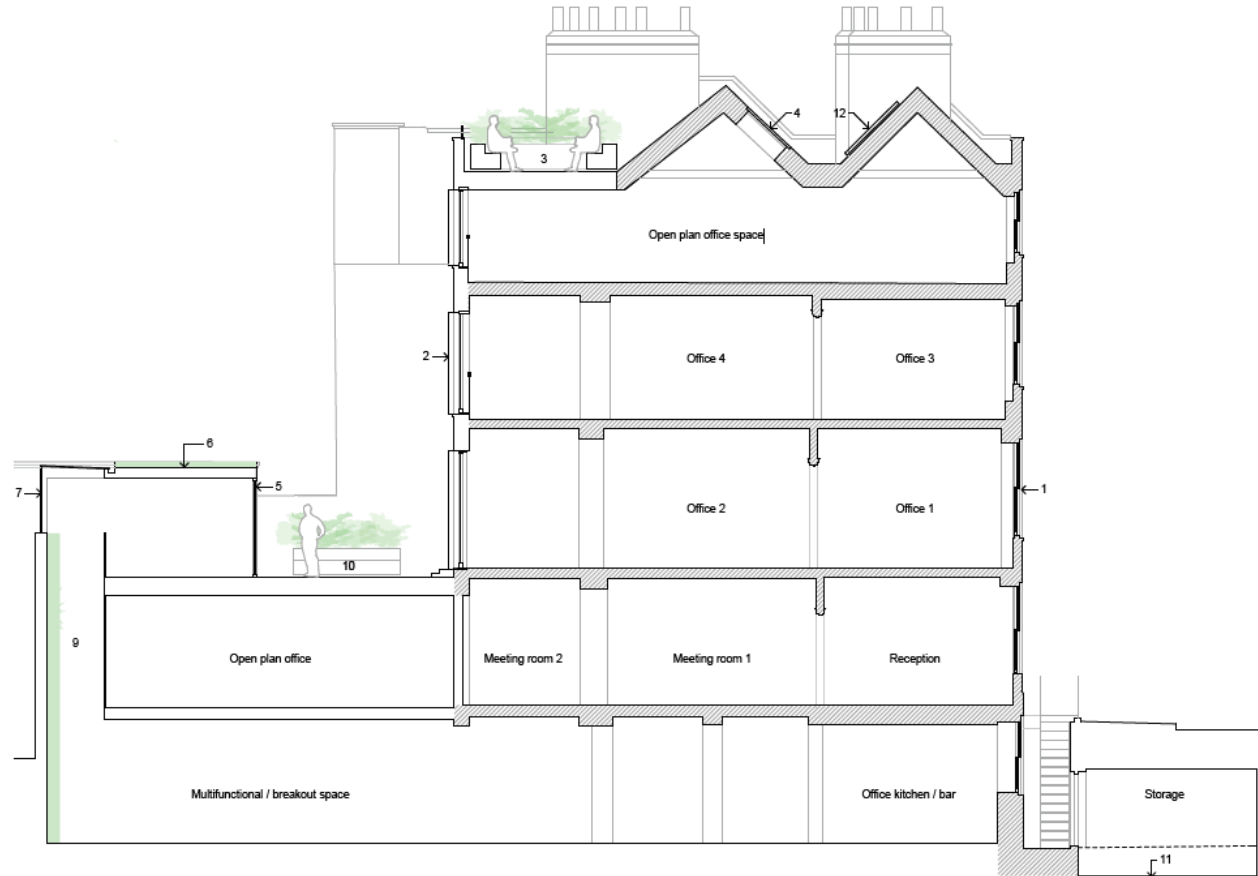 4
12
3
Open plan office space
2
Office 4
Office 3
6
7
5
Office 2
Office 1
1
10
9
Open plan office
Meeting room 2
Meeting room 1
Reception
Multifunctional / breakout space
Office kitchen / bar
Storage
11